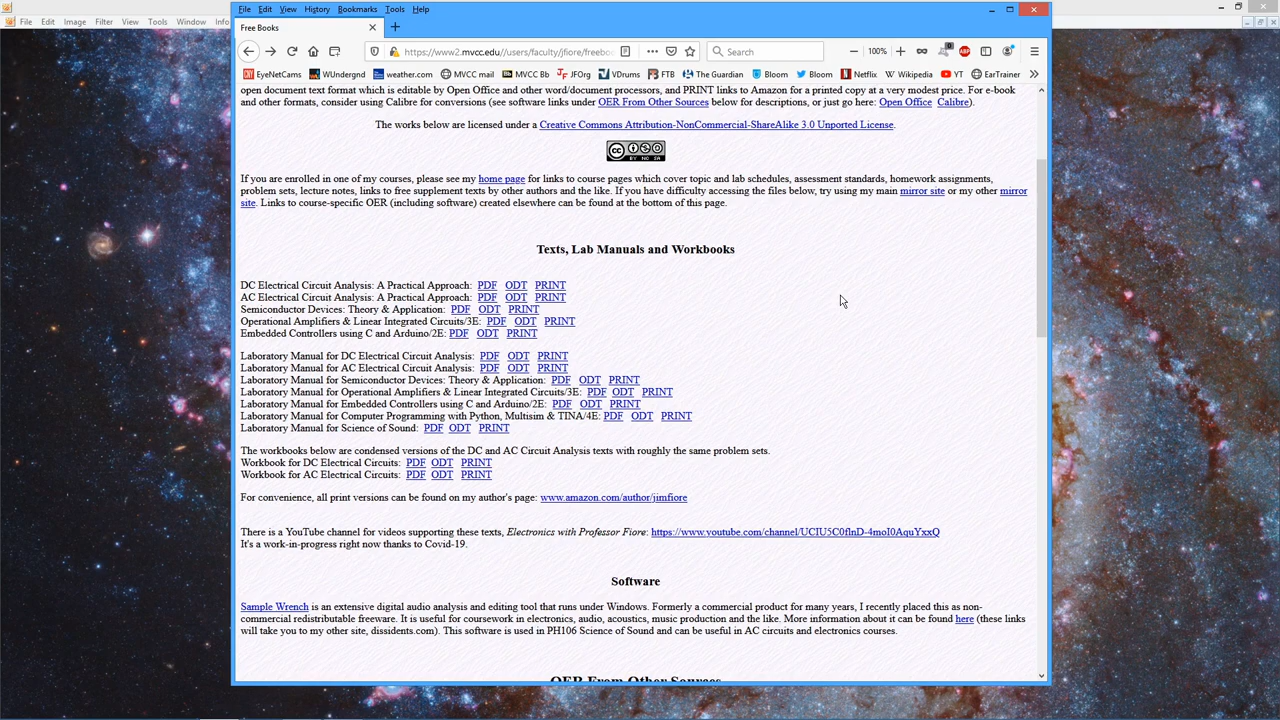 File Edit Image Filter View Tools Window Info
File Edit View History Bookmarks Tools Help
Free Books
https://www2.mvcc.edu//users/faculty/jfiore/freeboo
100%
Search
EyeNetCams WUndergnd weather.com MVCC mail MVCC Bb JFOrg VDrums FTB The Guardian Bloom Bloom Netflix Wikipedia YT EarTrainer
open document text format which is editable by Open Office and other word/document processors, and PRINT links to Amazon for a printed copy at a very modest price. For e-book
and other formats, consider using Calibre for conversions (see software links under OER From Other Sources below for descriptions, or just go here: Open Office Calibre).
The works below are licensed under a Creative Commons Attribution-NonCommercial-ShareAlike 3.0 Unported License.
cc BY NC SA
If you are enrolled in one of my courses, please see my home page for links to course pages which cover topic and lab schedules, assessment standards, homework assignments,
problem sets, lecture notes, links to free supplement texts by other authors and the like. If you have difficulty accessing the files below, try using my main mirror site or my other mirror
site. Links to course-specific OER (including software) created elsewhere can be found at the bottom of this page.
Texts, Lab Manuals and Workbooks
DC Electrical Circuit Analysis: A Practical Approach: PDF ODT PRINT
AC Electrical Circuit Analysis: A Practical Approach: PDF ODT PRINT
Semiconductor Devices: Theory & Application: PDF ODT PRINT
Operational Amplifiers & Linear Integrated Circuits/3E: PDF ODT PRINT
Embedded Controllers using C and Arduino/2E: PDF ODT PRINT
Laboratory Manual for DC Electrical Circuit Analysis: PDF ODT PRINT
Laboratory Manual for AC Electrical Circuit Analysis: PDF ODT PRINT
Laboratory Manual for Semiconductor Devices: Theory & Application: PDF ODT PRINT
Laboratory Manual for Operational Amplifiers & Linear Integrated Circuits/3E: PDF ODT PRINT
Laboratory Manual for Embedded Controllers using C and Arduino/2E: PDF ODT PRINT
Laboratory Manual for Computer Programming with Python, Multisim & TINA/4E: PDF ODT PRINT
Laboratory Manual for Science of Sound: PDF ODT PRINT
The workbooks below are condensed versions of the DC and AC Circuit Analysis texts with roughly the same problem sets.
Workbook for DC Electrical Circuits: PDF ODT PRINT
Workbook for AC Electrical Circuits: PDF ODT PRINT
For convenience, all print versions can be found on my author's page: www.amazon.com/author/jimfiore
There is a YouTube channel for videos supporting these texts, Electronics with Professor Fiore: https://www.youtube.com/channel/UCIU5C0flnD-4moI0AquYxxQ
It's a work-in-progress right now thanks to Covid-19.
Software
Sample Wrench is an extensive digital audio analysis and editing tool that runs under Windows. Formerly a commercial product for many years, I recently placed this as non-
commercial redistributable freeware. It is useful for coursework in electronics, audio, acoustics, music production and the like. More information about it can be found here (these links
will take you to my other site, dissidents.com). This software is used in PH106 Science of Sound and can be useful in AC circuits and electronics courses.
OER From Other Sources